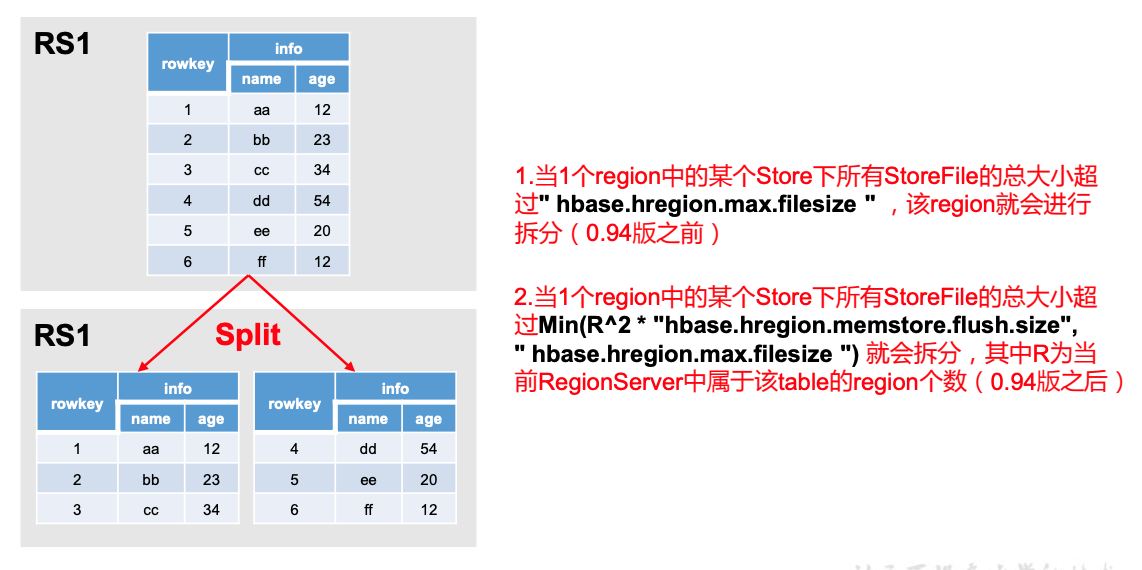 RS1
rowkey info
name age
1 aa 12
2 bb 23
3 cc 34
4 dd 54
5 ee 20
6 ff 12
RS1
Split
rowkey info
name age
1 aa 12
2 bb 23
3 cc 34
rowkey info
name age
4 dd 54
5 ee 20
6 ff 12
1.当1个region中的某个Store下所有StoreFile的总大小超
过" hbase.hregion.max.filesize " ，该region就会进行
拆分（0.94版之前）
2.当1个region中的某个Store下所有StoreFile的总大小超
过Min(R^2 * "hbase.hregion.memstore.flush.size",
" hbase.hregion.max.filesize ") 就会拆分，其中R为当
前RegionServer中属于该table的region个数（0.94版之后）